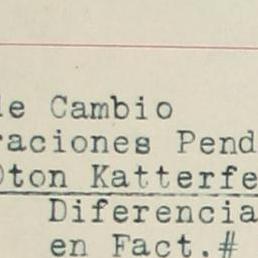 le Cambio
raciones Pend
Oton Katterfe
Diferencia
en Fact.#